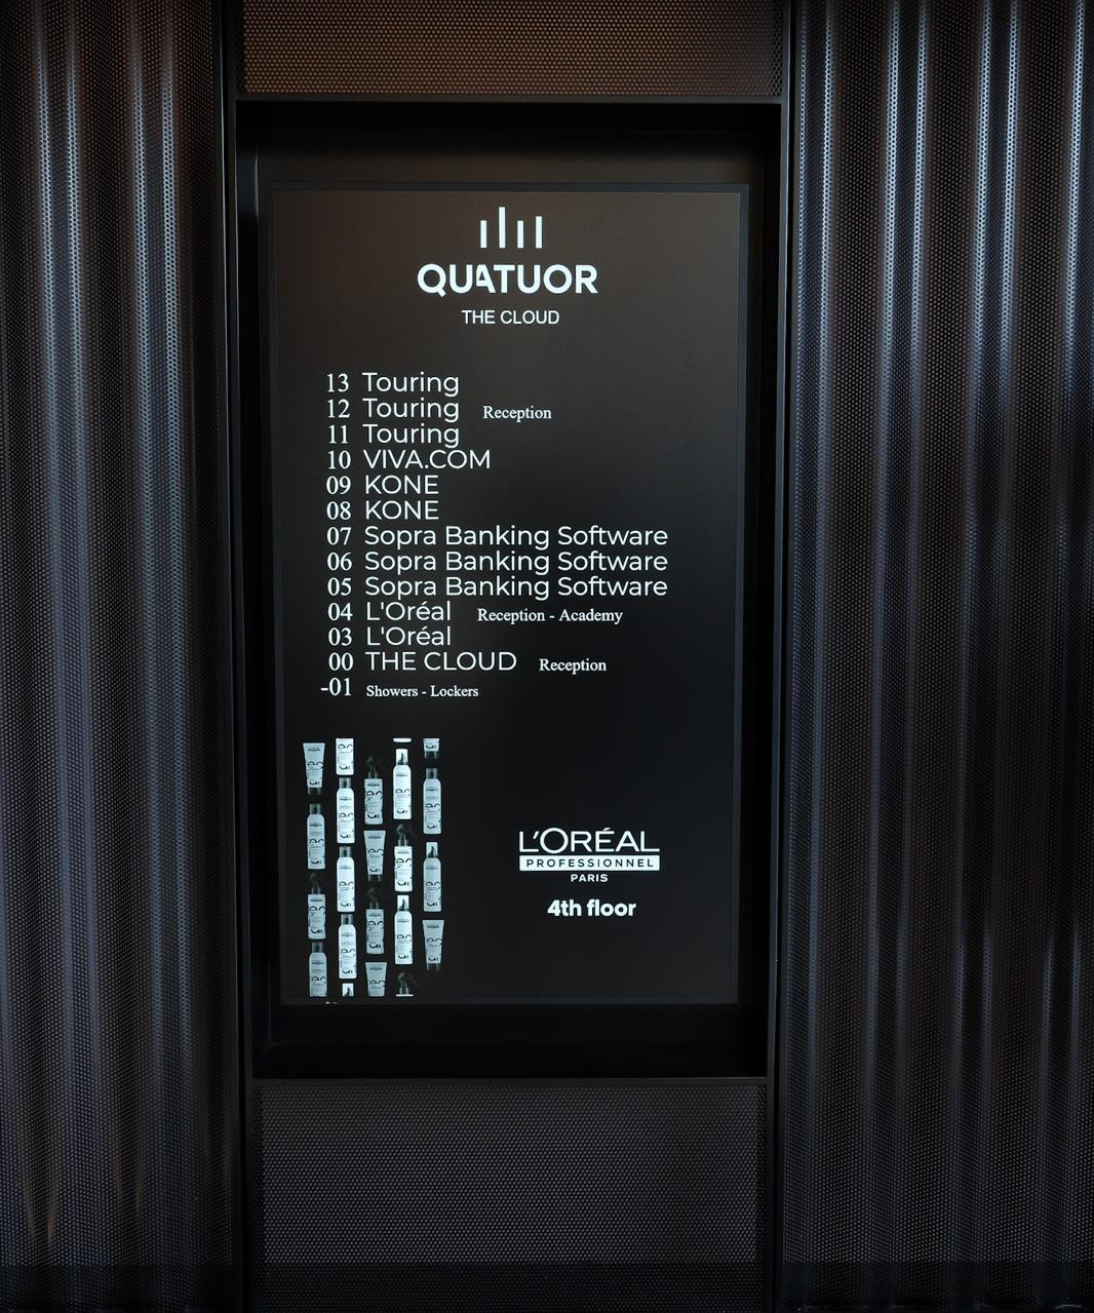 QUATUOR
THE CLOUD
13 Touring
12 Touring Reception
11 Touring
10 VIVA.COM
09 KONE
08 KONE
07 Sopra Banking Software
06 Sopra Banking Software
05 Sopra Banking Software
04 L'Oréal Reception - Academy
03 L'Oréal
00 THE CLOUD Reception
-01 Showers - Lockers
L'ORÉAL
PROFESSIONNEL
PARIS
4th floor